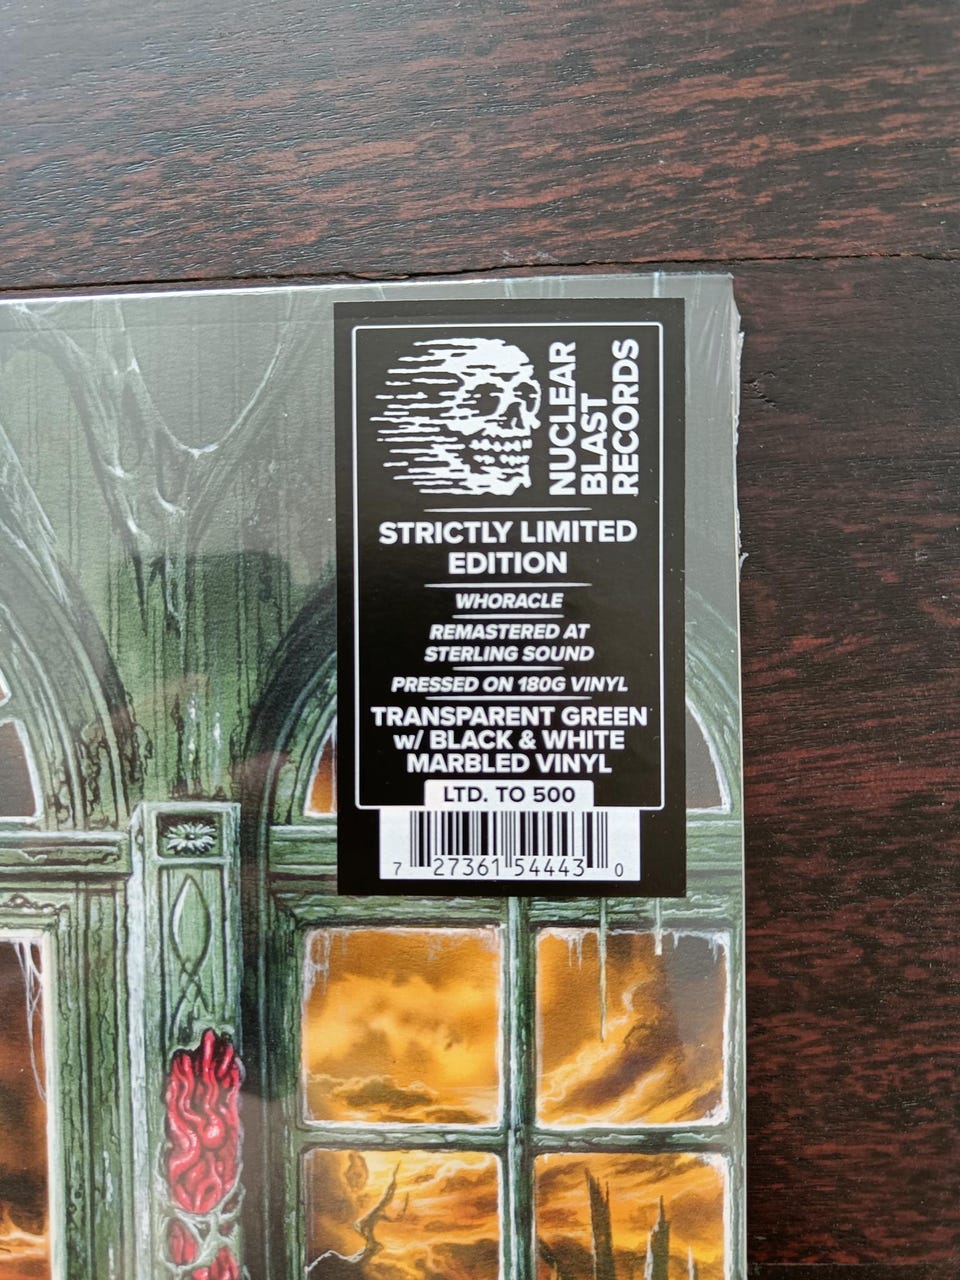 NUCLEAR
BLAST
RECORDS
STRICTLY LIMITED
EDITION
WHORACLE
REMASTERED AT
STERLING SOUND
PRESSED ON 180G VINYL
TRANSPARENT GREEN
w/ BLACK & WHITE
MARBLED VINYL
LTD. TO 500
7 27361 54443 0